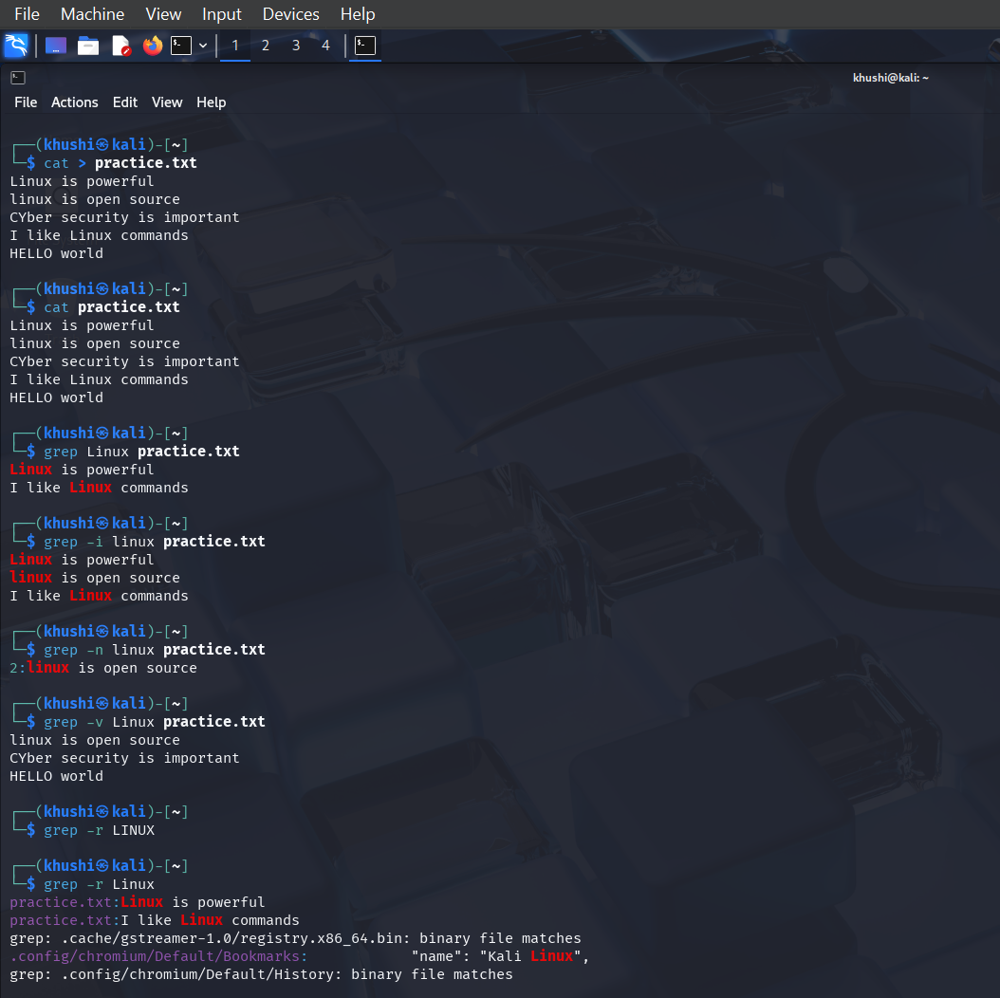 File Machine View Input Devices Help
1 2 3 4
khushi@kali: ~
File Actions Edit View Help
┌──(khushi㉿kali)-[~]
└─$ cat > practice.txt
Linux is powerful
linux is open source
CYber security is important
I like Linux commands
HELLO world
┌──(khushi㉿kali)-[~]
└─$ cat practice.txt
Linux is powerful
linux is open source
CYber security is important
I like Linux commands
HELLO world
┌──(khushi㉿kali)-[~]
└─$ grep Linux practice.txt
Linux is powerful
I like Linux commands
┌──(khushi㉿kali)-[~]
└─$ grep -i linux practice.txt
Linux is powerful
linux is open source
I like Linux commands
┌──(khushi㉿kali)-[~]
└─$ grep -n linux practice.txt
2:linux is open source
┌──(khushi㉿kali)-[~]
└─$ grep -v Linux practice.txt
linux is open source
CYber security is important
HELLO world
┌──(khushi㉿kali)-[~]
└─$ grep -r LINUX
┌──(khushi㉿kali)-[~]
└─$ grep -r Linux
practice.txt:Linux is powerful
practice.txt:I like Linux commands
grep: .cache/gstreamer-1.0/registry.x86_64.bin: binary file matches
.config/chromium/Default/Bookmarks:            "name": "Kali Linux",
grep: .config/chromium/Default/History: binary file matches